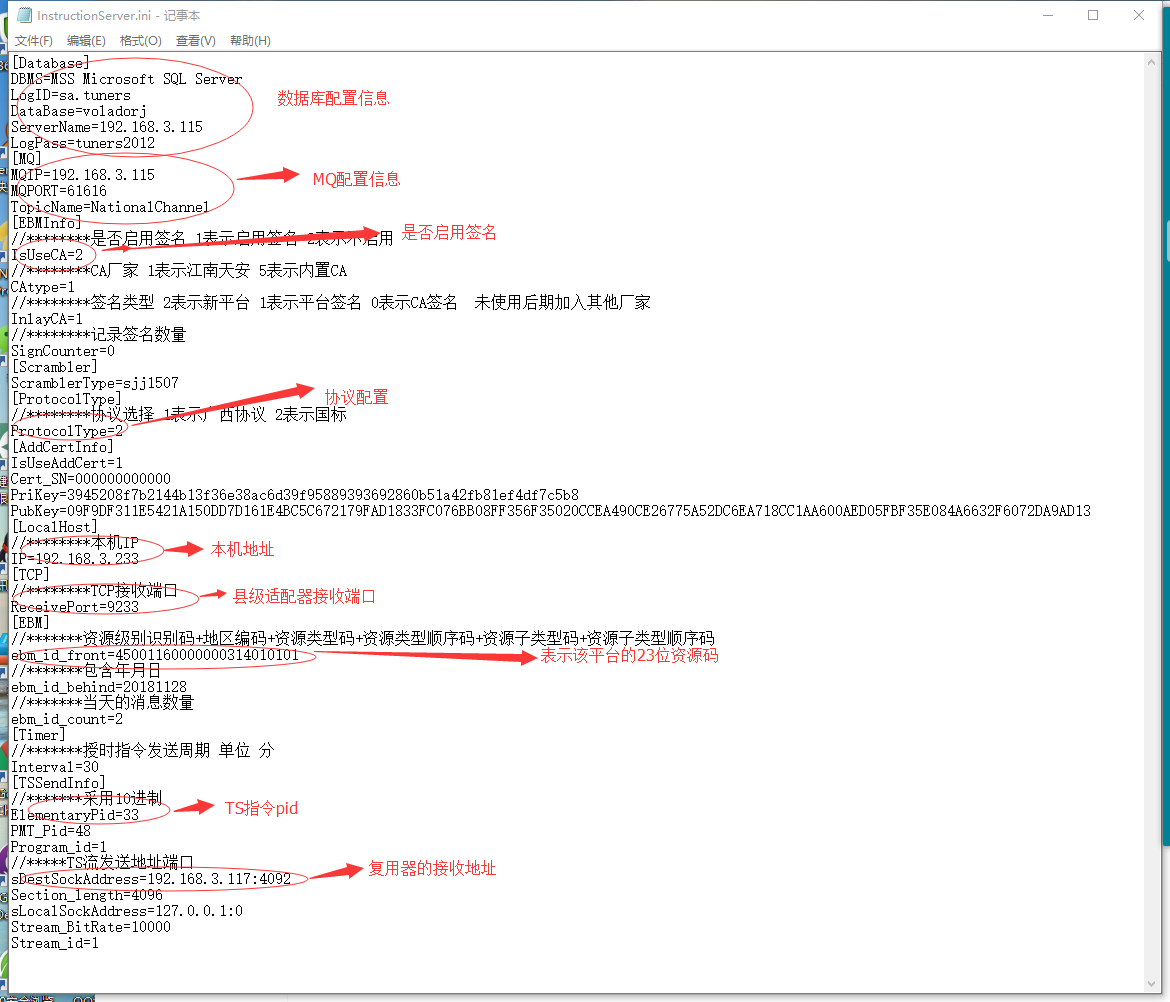 InstructionServer.ini - 记事本
文件(F) 编辑(E) 格式(O) 查看(V) 帮助(H)
[Database]
DBMS=MSS Microsoft SQL Server
LogID=sa.tuners
数据库配置信息
DataBase=voladorj
ServerName=192.168.3.115
LogPass=tuners2012
[MQ]
MQIP=192.168.3.115
MQ配置信息
MQPORT=61616
TopicName=NationalChannel
[EBMInfo]
//********是否启用签名 1表示启用签名 2表示不启用
是否启用签名
IsUseCA=2
//********CA厂家 1表示江南天安 5表示内置CA
CAtype=1
//********签名类型 2表示新平台 1表示平台签名 0表示CA签名 未使用后期加入其他厂家
InlayCA=1
//********记录签名数量
SignCounter=0
[Scrambler]
ScramblerType=sjj1507
[ProtocolType]
协议配置
//********协议选择 1表示广西协议 2表示国标
ProtocolType=2
[AddCertInfo]
IsUseAddCert=1
Cert_SN=000000000000
PriKey=3945208f7b2144b13f36e38ac6d39f95889393692860b51a42fb81ef4df7c5b8
PubKey=09F9DF311E5421A150DD7D161E4BC5C672179FAD1833FC076BB08FF356F35020CCEA490CE26775A52DC6EA718CC1AA600AED05FBF35E084A6632F6072DA9AD13
[LocalHost]
//********本机IP
本机地址
IP=192.168.3.233
[TCP]
//********TCP接收端口
县级适配器接收端口
ReceivePort=9233
[EBM]
//*******资源级别识别码+地区编码+资源类型码+资源类型顺序码+资源子类型码+资源子类型顺序码
ebm_id_front=45001160000000314010101
表示该平台的23位资源码
//*******包含年月日
ebm_id_behind=20181128
//*******当天的消息数量
ebm_id_count=2
[Timer]
//*******授时指令发送周期 单位 分
Interval=30
[TSSendInfo]
//*******采用10进制
TS指令pid
ElementaryPid=33
PMT_Pid=48
Program_id=1
//*****TS流发送地址端口
复用器的接收地址
sDestSockAddress=192.168.3.117:4092
Section_length=4096
sLocalSockAddress=127.0.0.1:0
Stream_BitRate=10000
Stream_id=1